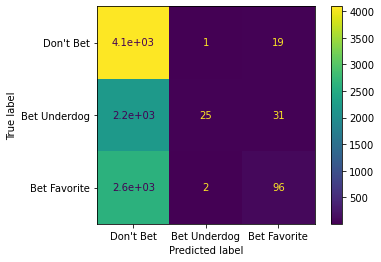 Don't Bet 4.1e+03 1 19
Bet Underdog 2.2e+03 25 31
Bet Favorite 2.6e+03 2 96
Don't Bet Bet Underdog Bet Favorite
Predicted label
True label
4000
3500
3000
2500
2000
1500
1000
500